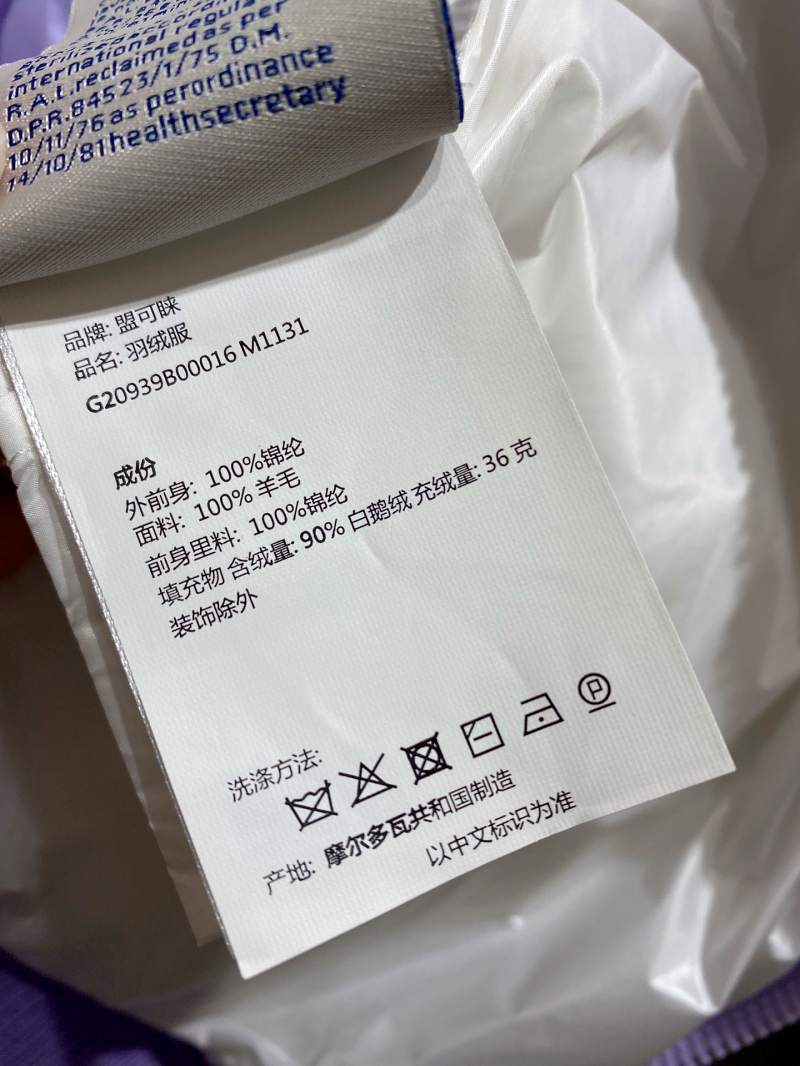 sterilised accordin
international regula
R.A.L. reclaimed as per
D.P.R. 845 23/1/75 D.M.
10/11/76 as perordinance
14/10/81 healthsecretary
品牌: 盟可睐
品名: 羽绒服
G20939B00016 M1131
成份
外前身: 100%锦纶
面料: 100% 羊毛
前身里料: 100%锦纶
填充物 含绒量: 90% 白鹅绒 充绒量: 36 克
装饰除外
洗涤方法:
P
产地: 摩尔多瓦共和国制造
以中文标识为准